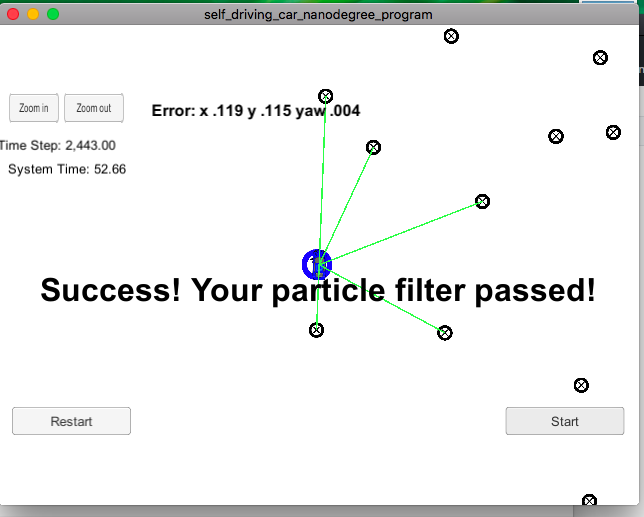 self_driving_car_nanodegree_program
Zoom in Zoom out
Error: x .119 y .115 yaw .004
Time Step: 2,443.00
System Time: 52.66
Success! Your particle filter passed!
Restart
Start